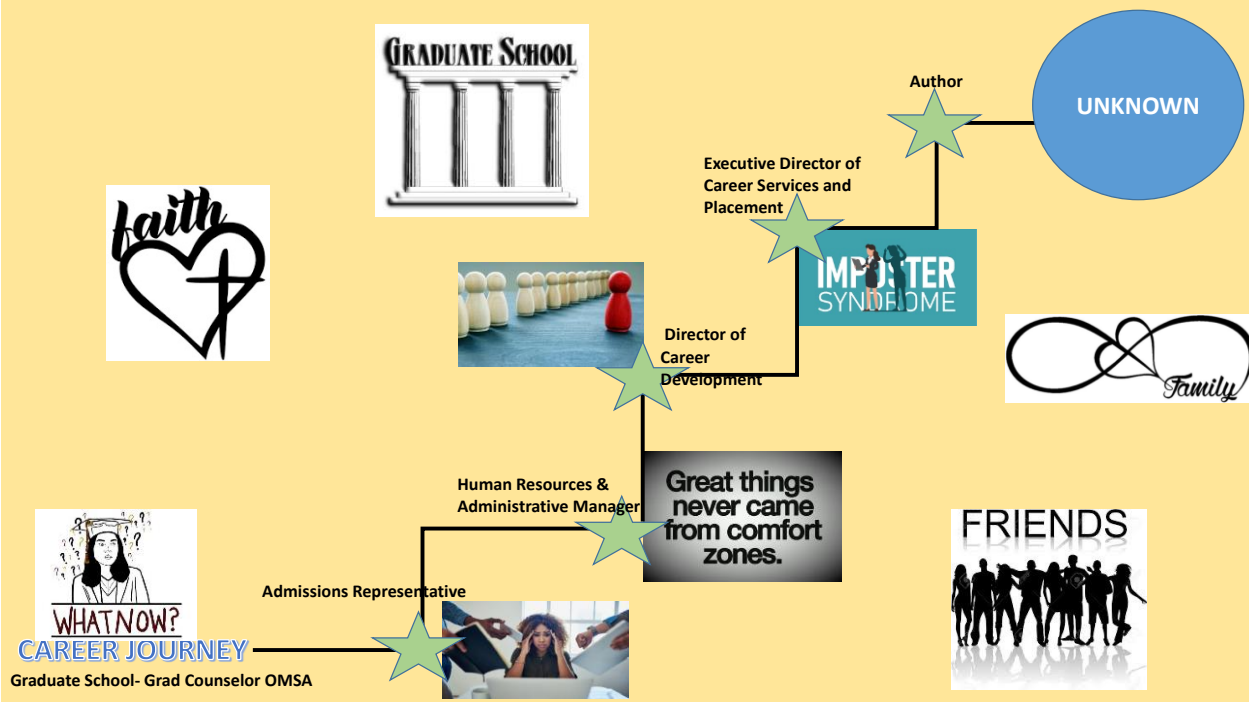 GRADUATE SCHOOL
Author
UNKNOWN
Executive Director of
Career Services and
Placement
faith
IMPOSTER
SYNDROME
Director of
Career
Development
Family
Human Resources &
Administrative Manager
Great things
never came
from comfort
zones.
FRIENDS
WHAT NOW?
Admissions Representative
CAREER JOURNEY
Graduate School- Grad Counselor OMSA